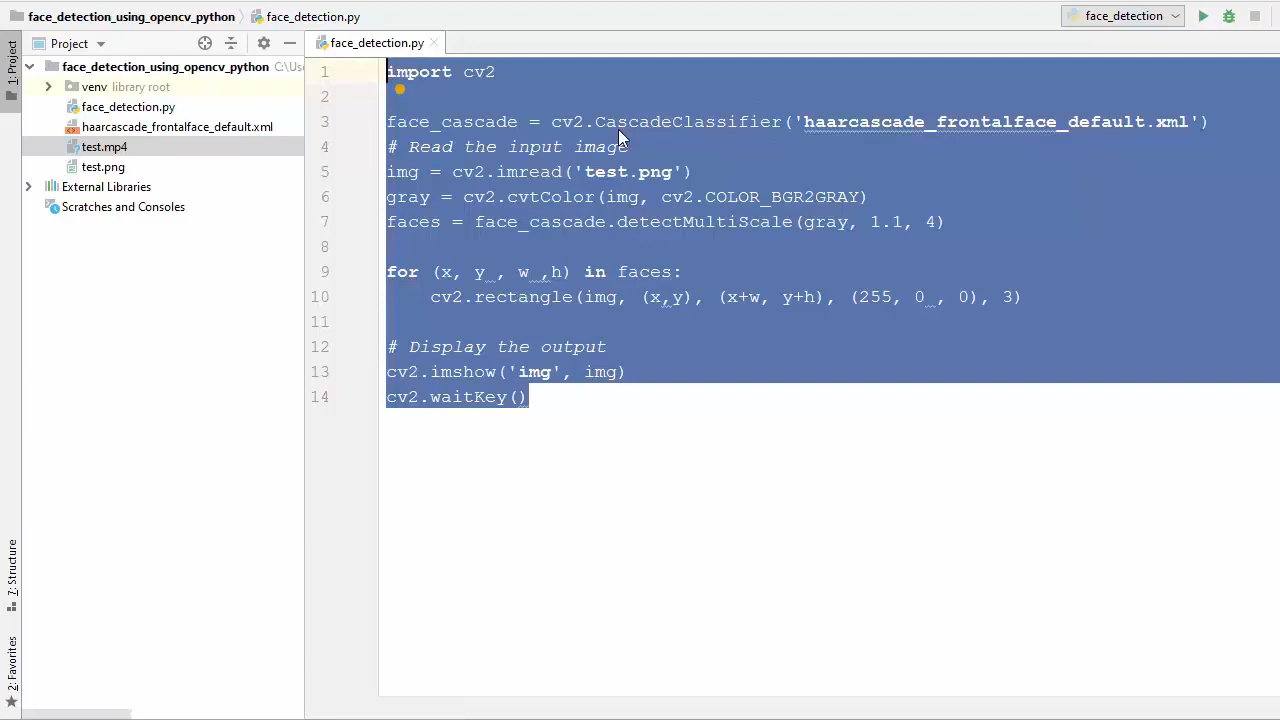 face_detection_using_opencv_python face_detection.py face_detection
1: Project
Project face_detection.py
face_detection_using_opencv_python C:\Use
venv library root
face_detection.py
haarcascade_frontalface_default.xml
test.mp4
test.png
External Libraries
Scratches and Consoles
1 import cv2
2
3 face_cascade = cv2.CascadeClassifier('haarcascade_frontalface_default.xml')
4 # Read the input image
5 img = cv2.imread('test.png')
6 gray = cv2.cvtColor(img, cv2.COLOR_BGR2GRAY)
7 faces = face_cascade.detectMultiScale(gray, 1.1, 4)
8
9 for (x, y , w ,h) in faces:
10 cv2.rectangle(img, (x,y), (x+w, y+h), (255, 0 , 0), 3)
11
12 # Display the output
13 cv2.imshow('img', img)
14 cv2.waitKey()
7: Structure
2: Favorites